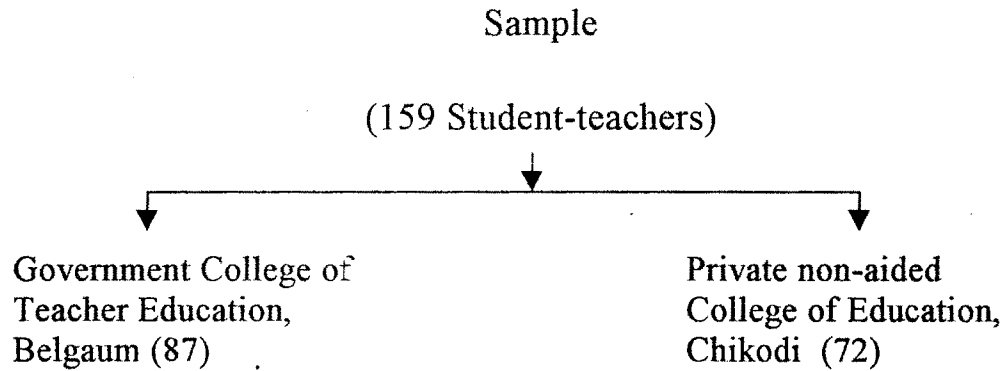 Sample
(159 Student-teachers)
Government College of
Teacher Education,
Belgaum (87)
Private non-aided
College of Education,
Chikodi (72)